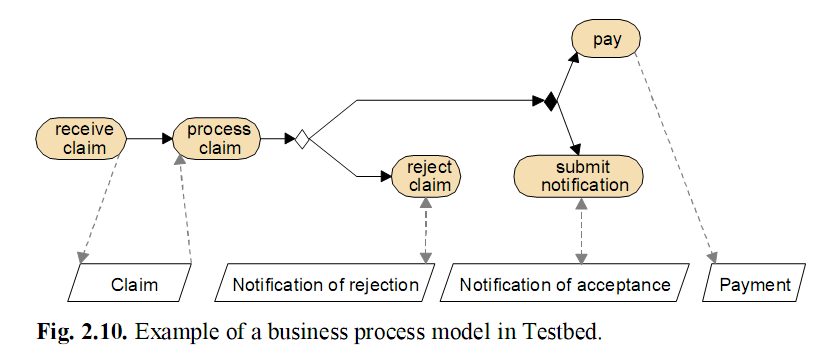 pay
receive
claim
process
claim
reject
claim
submit
notification
Claim
Notification of rejection
Notification of acceptance
Payment
Fig. 2.10. Example of a business process model in Testbed.